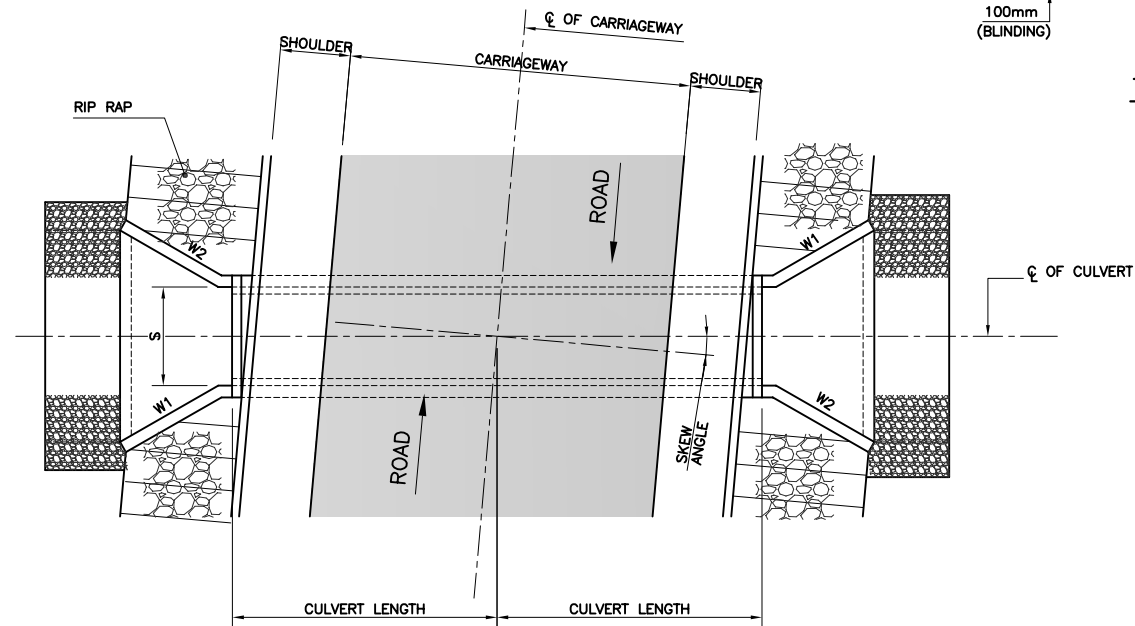 ℄ OF CARRIAGEWAY
100mm
(BLINDING)
SHOULDER
CARRIAGEWAY
SHOULDER
RIP RAP
ROAD
W2
W1
℄ OF CULVERT
S
W1
W2
ROAD
SKEW
ANGLE
CULVERT LENGTH
CULVERT LENGTH